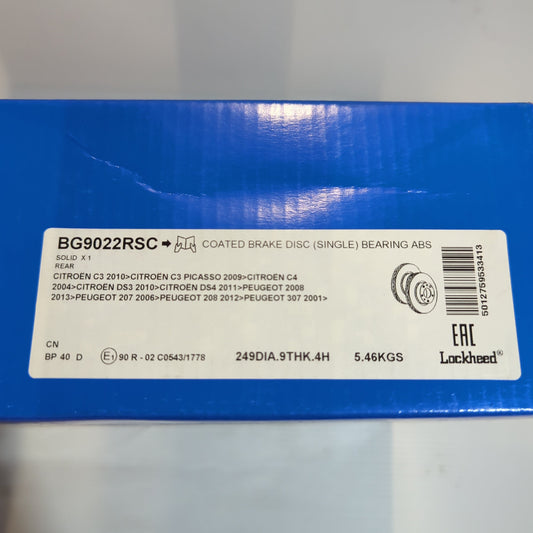 BG9022RSC COATED BRAKE DISC (SINGLE) BEARING ABS
SOLID X 1
REAR
CITROËN C3 2010>CITROËN C3 PICASSO 2009>CITROËN C4
2004>CITROËN DS3 2010>CITROËN DS4 2011>PEUGEOT 2008
2013>PEUGEOT 207 2006>PEUGEOT 208 2012>PEUGEOT 307 2001>
5012759533413
CN
BP 40 D E1 90 R - 02 C0543/1778 249DIA.9THK.4H 5.46KGS
EAC
Lockheed®